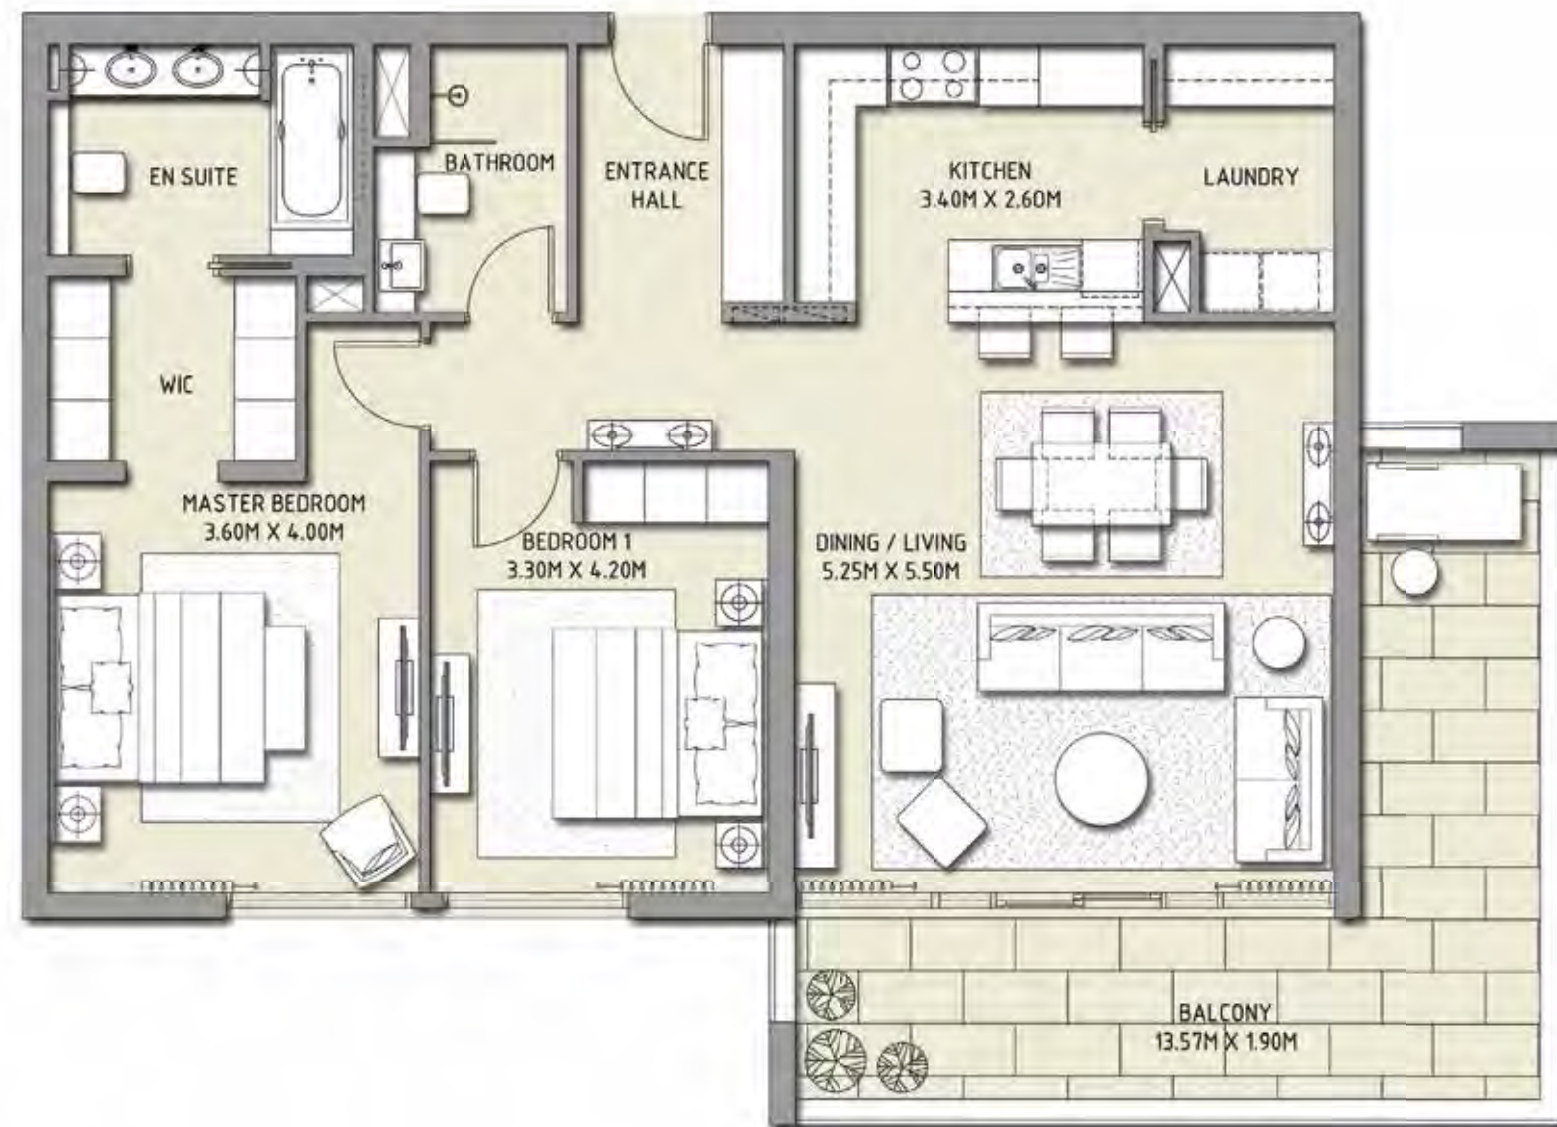 EN SUITE
BATHROOM
ENTRANCE
HALL
KITCHEN
3.40M X 2.60M
LAUNDRY
WIC
MASTER BEDROOM
3.60M X 4.00M
BEDROOM 1
3.30M X 4.20M
DINING / LIVING
5.25M X 5.50M
BALCONY
13.57M X 1.90M